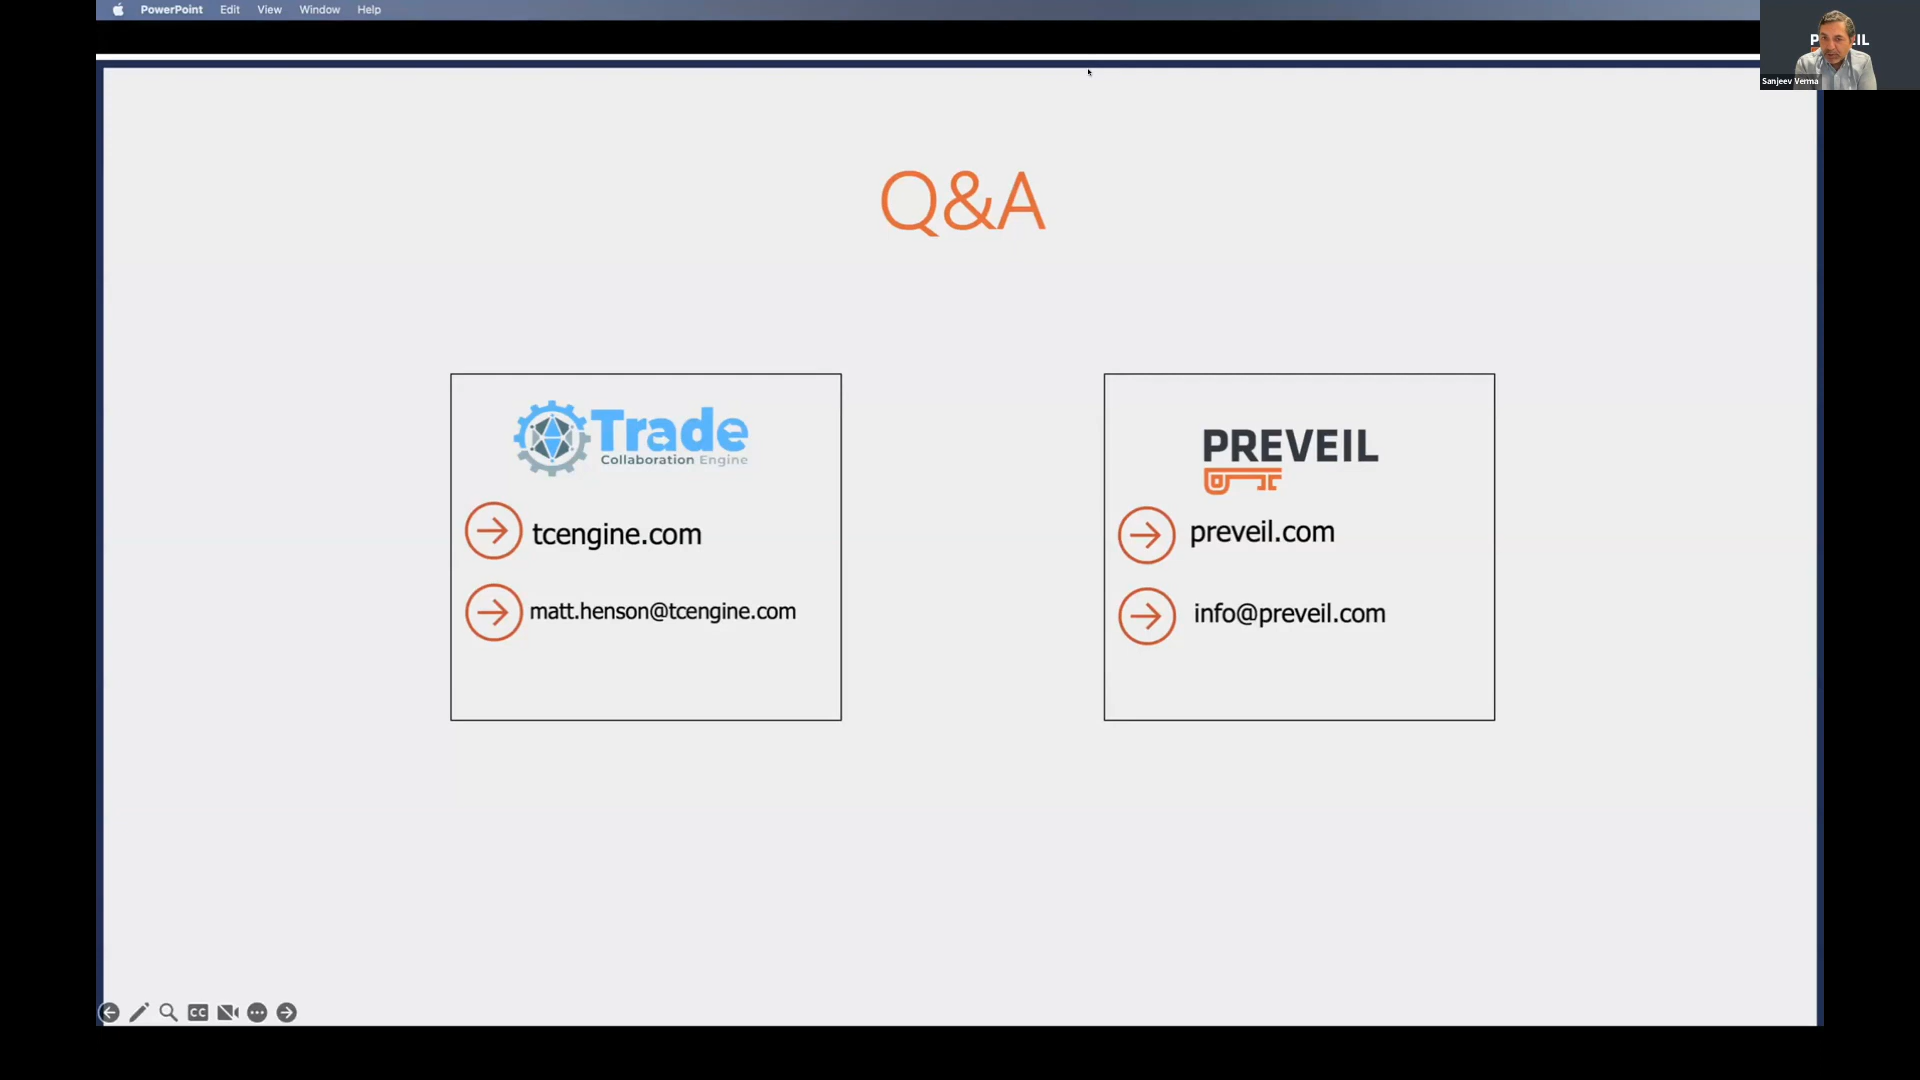 PowerPoint Edit View Window Help
Sanjeev Verma
Q&A
Trade
Collaboration Engine
tcengine.com
matt.henson@tcengine.com
PREVEIL
preveil.com
info@preveil.com
CC